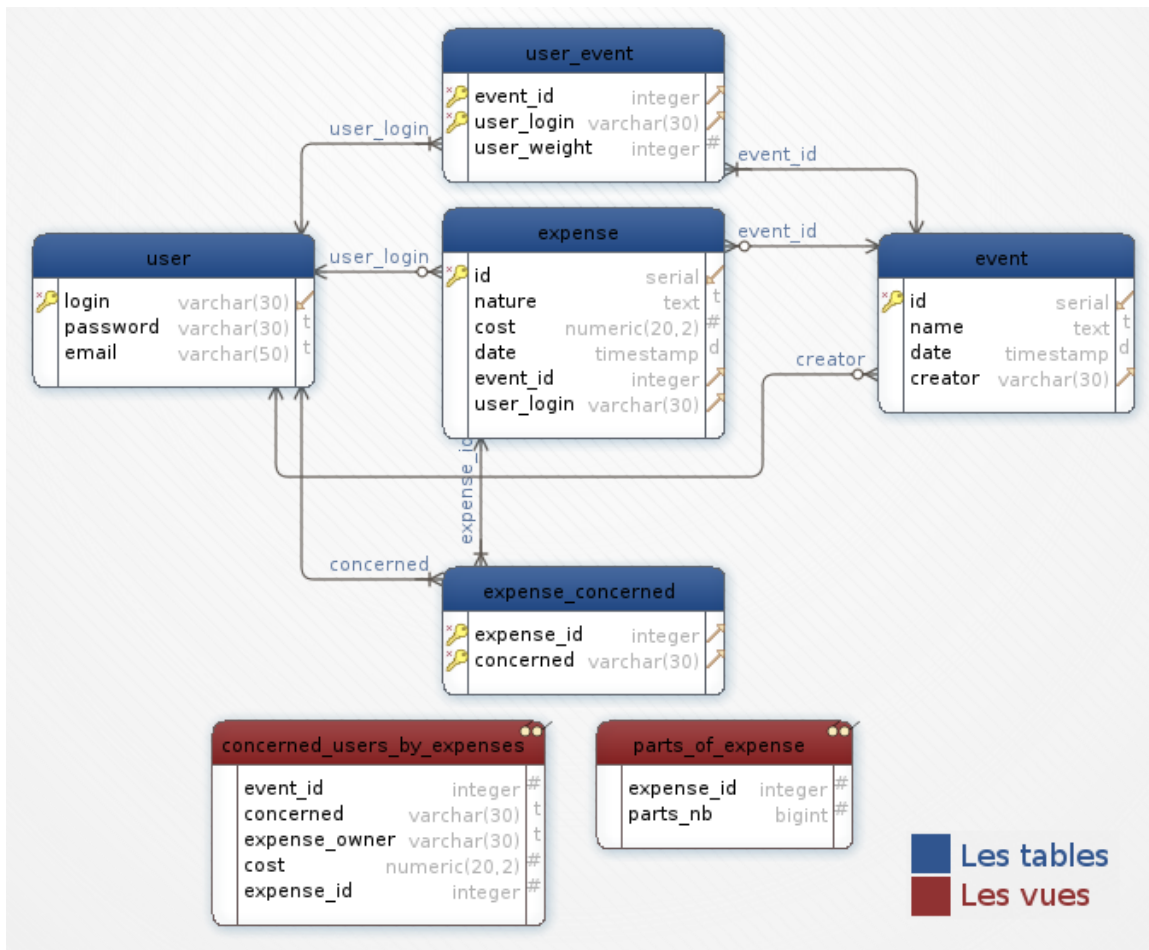 user_event
event_id integer
user_login varchar(30)
user_weight integer #
user_login
event_id
user
login varchar(30)
password varchar(30) t
email varchar(50) t
user_login
expense
id serial
nature text t
cost numeric(20,2) #
date timestamp d
event_id integer
user_login varchar(30)
event_id
event
id serial
name text t
date timestamp d
creator varchar(30)
creator
expense_id
concerned
expense_concerned
expense_id integer
concerned varchar(30)
concerned_users_by_expenses
event_id integer #
concerned varchar(30) t
expense_owner varchar(30) t
cost numeric(20,2) #
expense_id integer #
parts_of_expense
expense_id integer #
parts_nb bigint #
Les tables
Les vues